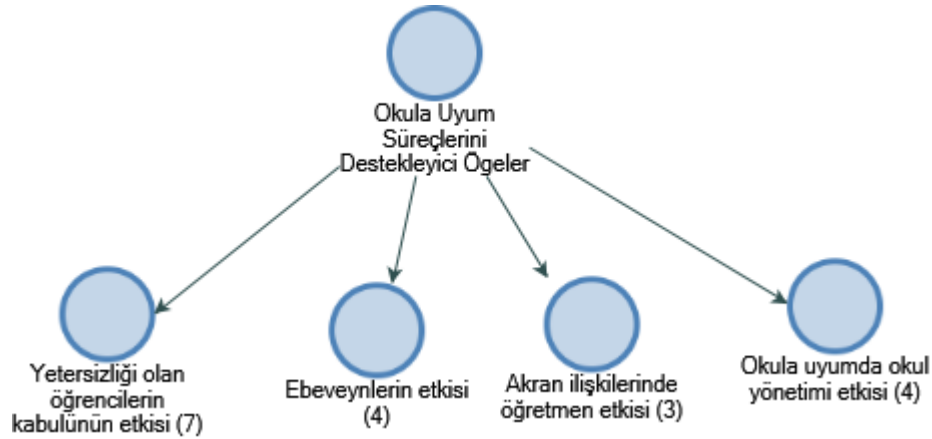 Okula Uyum
Süreçlerini
Destekleyici Ögeler
Yetersizliği olan
öğrencilerin
kabulünün etkisi (7)
Ebeveynlerin etkisi
(4)
Akran ilişkilerinde
öğretmen etkisi (3)
Okula uyumda okul
yönetimi etkisi (4)